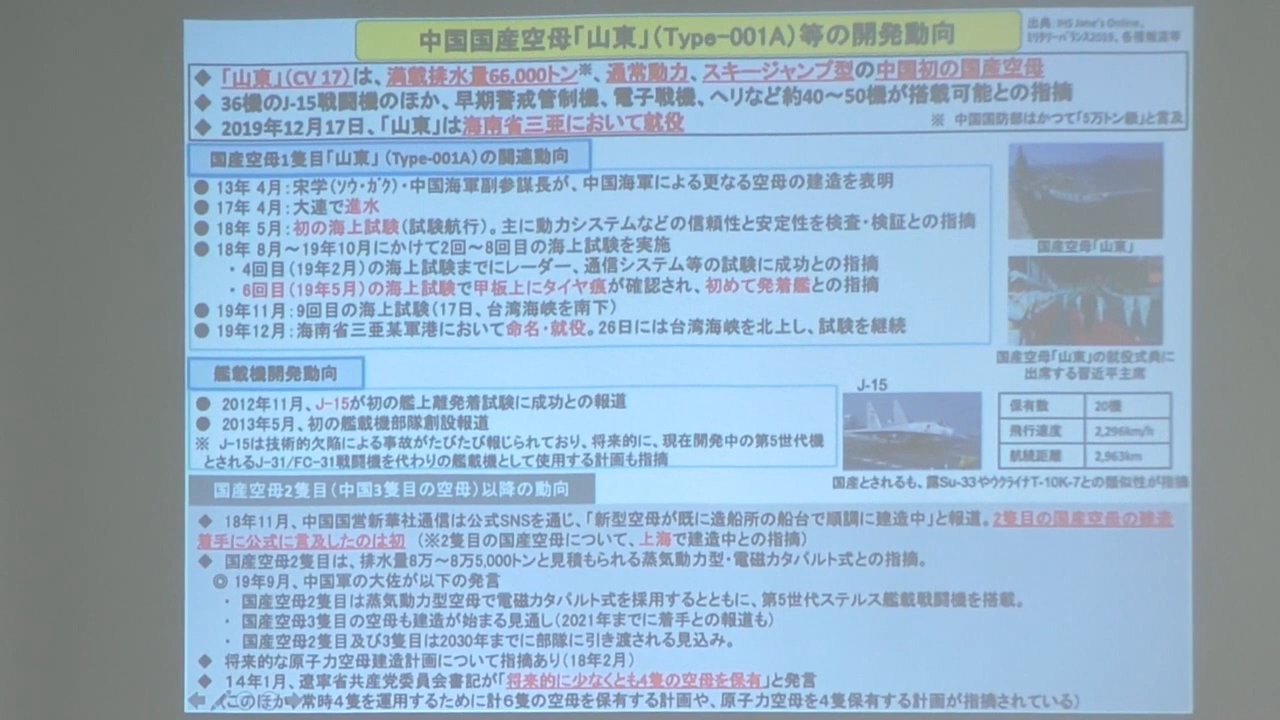 中国国産空母「山東」（Type-001A）等の開発動向
出典：IHS Jane's Online、
ミリタリーバランス2019、各種報道等
◆ 「山東」（CV 17）は、満載排水量66,000トン※、通常動力、スキージャンプ型の中国初の国産空母
◆ 36機のJ-15戦闘機のほか、早期警戒管制機、電子戦機、ヘリなど約40～50機が搭載可能との指摘
◆ 2019年12月17日、「山東」は海南省三亜において就役
※ 中国国防部はかつて「5万トン級」と言及
国産空母1隻目「山東」（Type-001A）の関連動向
● 13年 4月：宋学（ソウ・ガク）・中国海軍副参謀長が、中国海軍による更なる空母の建造を表明
● 17年 4月：大連で進水
● 18年 5月：初の海上試験（試験航行）。主に動力システムなどの信頼性と安定性を検査・検証との指摘
● 18年 8月～19年10月にかけて2回～8回目の海上試験を実施
・4回目（19年2月）の海上試験までにレーダー、通信システム等の試験に成功との指摘
・6回目（19年5月）の海上試験で甲板上にタイヤ痕が確認され、初めて発着艦との指摘
● 19年11月：9回目の海上試験（17日、台湾海峡を南下）
● 19年12月：海南省三亜某軍港において命名・就役。26日には台湾海峡を北上し、試験を継続
国産空母「山東」
国産空母「山東」の就役式典に
出席する習近平主席
艦載機開発動向
● 2012年11月、J-15が初の艦上離発着試験に成功との報道
● 2013年5月、初の艦載機部隊創設報道
※ J-15は技術的欠陥による事故がたびたび報じられており、将来的に、現在開発中の第5世代機
とされるJ-31/FC-31戦闘機を代わりの艦載機として使用する計画も指摘
J-15
保有数 20機
飛行速度 2,296km/h
航続距離 2,963km
国産とされるも、露Su-33やウクライナT-10K-7との類似性が指摘
国産空母2隻目（中国3隻目の空母）以降の動向
◆ 18年11月、中国国営新華社通信は公式SNSを通じ、「新型空母が既に造船所の船台で順調に建造中」と報道。2隻目の国産空母の建造
着手に公式に言及したのは初 （※2隻目の国産空母について、上海で建造中との指摘）
◆ 国産空母2隻目は、排水量8万～8万5,000トンと見積もられる蒸気動力型・電磁カタパルト式との指摘。
◎ 19年9月、中国軍の大佐が以下の発言
・ 国産空母2隻目は蒸気動力型空母で電磁カタパルト式を採用するとともに、第5世代ステルス艦載戦闘機を搭載。
・ 国産空母3隻目の空母も建造が始まる見通し（2021年までに着手との報道も）
・ 国産空母2隻目及び3隻目は2030年までに部隊に引き渡される見込み。
◆ 将来的な原子力空母建造計画について指摘あり（18年2月）
◆ 14年1月、遼寧省共産党委員会書記が「将来的に少なくとも4隻の空母を保有」と発言
（このほか常時4隻を運用するために計6隻の空母を保有する計画や、原子力空母を4隻保有する計画が指摘されている）